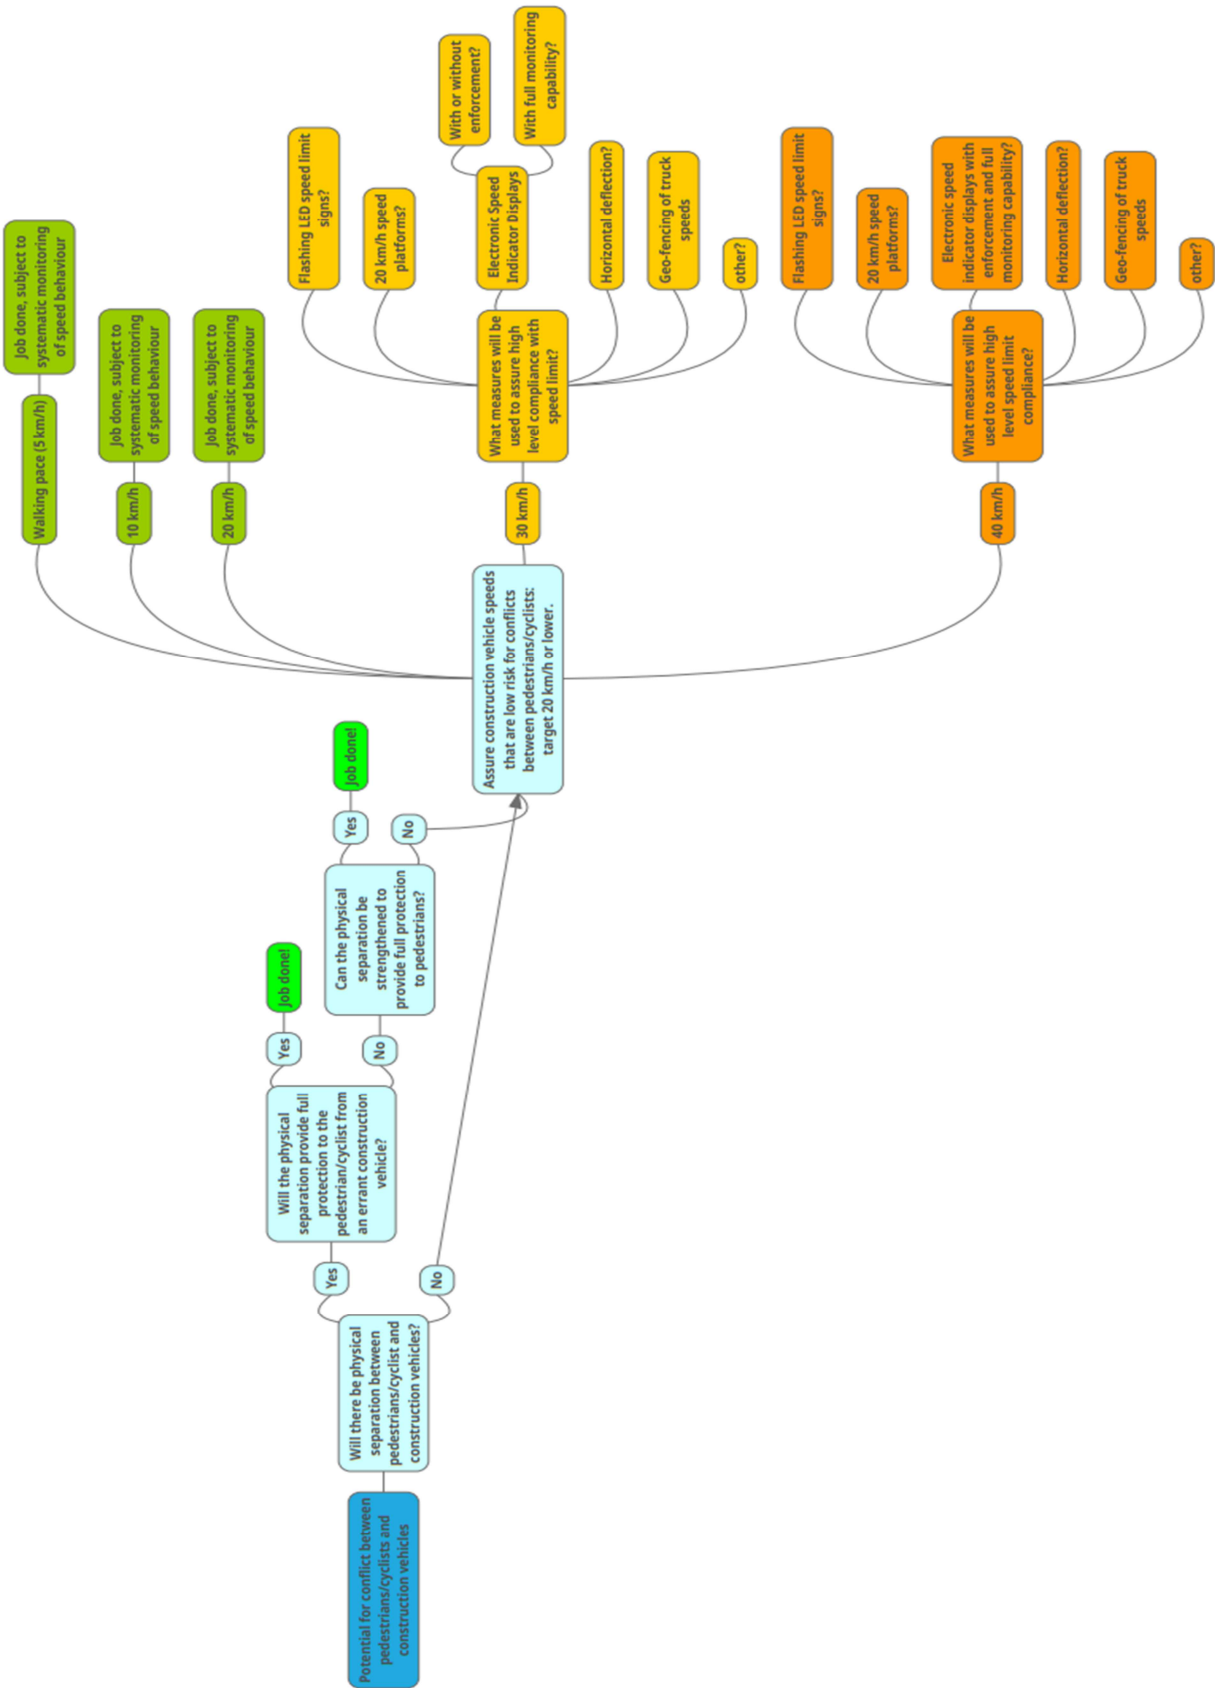 Potential for conflict between
pedestrians/cyclists and
construction vehicles
Will there be physical
separation between
pedestrians/cyclist and
construction vehicles?
Yes
Will the physical
separation provide full
protection to the
pedestrian/cyclist from
an errant construction
vehicle?
Yes
Job done!
No
Can the physical
separation be
strengthened to
provide full protection
to pedestrians?
Yes
Job done!
No
No
Assure construction vehicle speeds
that are low risk for conflicts
between pedestrians/cyclists:
target 20 km/h or lower.
Walking pace (5 km/h)
Job done, subject to
systematic monitoring
of speed behaviour
10 km/h
Job done, subject to
systematic monitoring
of speed behaviour
20 km/h
Job done, subject to
systematic monitoring
of speed behaviour
30 km/h
What measures will be
used to assure high
level compliance with
speed limit?
Flashing LED speed limit
signs?
20 km/h speed
platforms?
Electronic Speed
Indicator Displays
With or without
enforcement?
With full monitoring
capability?
Horizontal deflection?
Geo-fencing of truck
speeds
other?
40 km/h
What measures will be
used to assure high
level speed limit
compliance?
Flashing LED speed limit
signs?
20 km/h speed
platforms?
Electronic speed
indicator displays with
enforcement and full
monitoring capability?
Horizontal deflection?
Geo-fencing of truck
speeds
other?